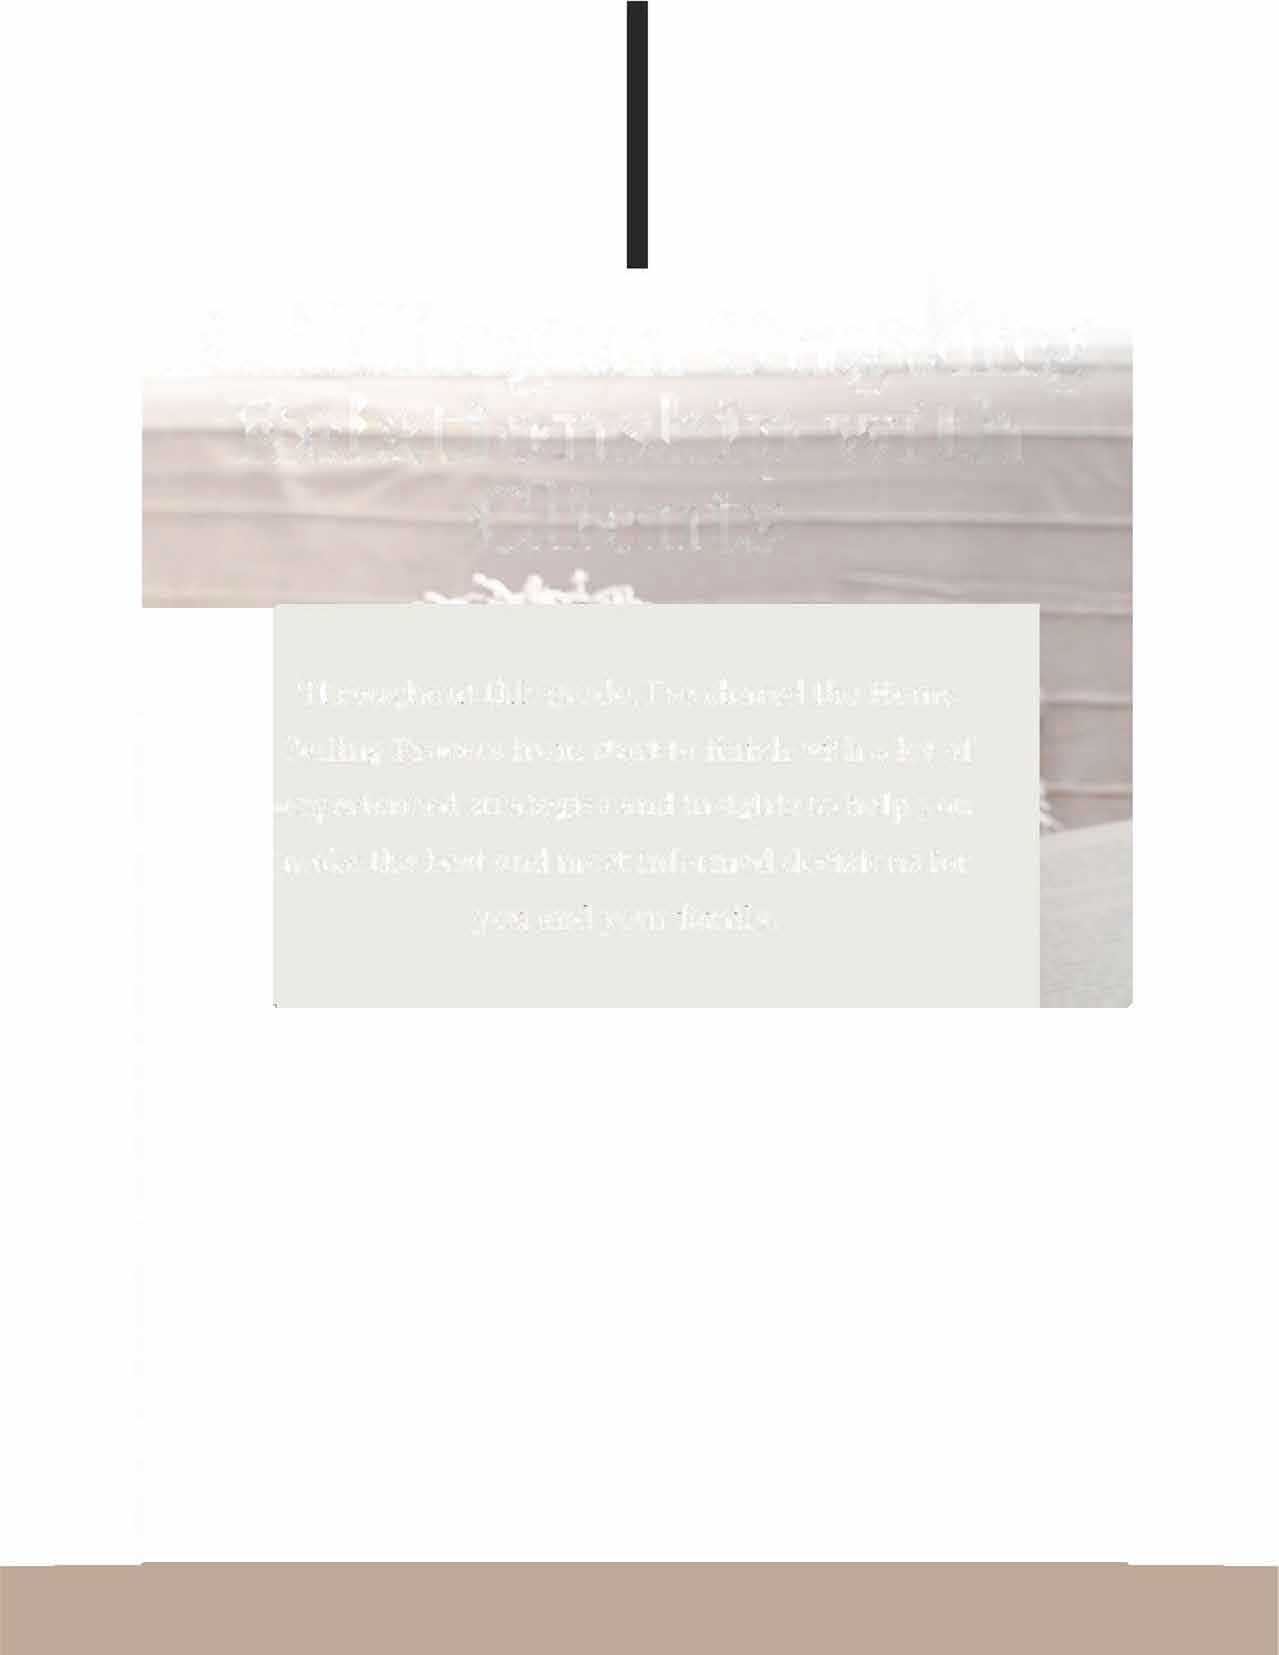 Relationship with
Clients
Throughout this guide, I've shared the Home
Selling Process from start to finish with a lot of
experienced strategies and insights to help you
make the best and most informed decisions for
you and your family.